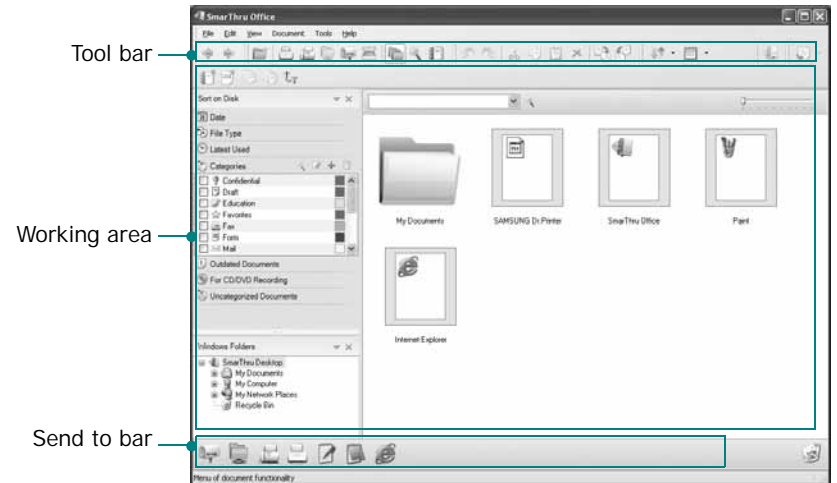 SmarThru Office
File Edit View Document Tools Help
Tool bar
Sort on Disk
Date
File Type
Latest Used
Categories
Confidential
Draft
Education
Favorites
Fax
Form
Mail
Working area
Outdated Documents
For CD/DVD Recording
Uncategorized Documents
My Documents
SAMSUNG Dr.Printer
SmarThru Office
Paint
Internet Explorer
Windows Folders
SmarThru Desktop
My Documents
My Computer
My Network Places
Recycle Bin
Send to bar
Menu of document functionality